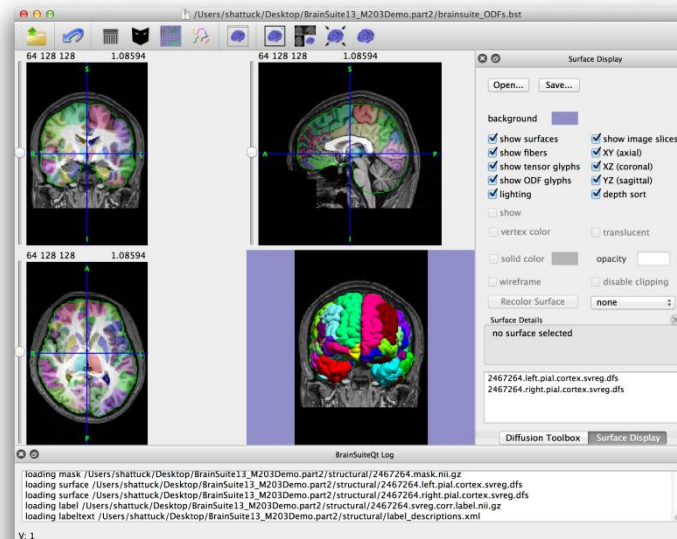 /Users/shattuck/Desktop/BrainSuite13_M203Demo.part2/brainsuite_ODFs.bst
64 128 128 1.08594
S
R L
I
64 128 128 1.08594
S
A P
I
64 128 128 1.08594
A
R L
P
Surface Display
Open... Save...
background
show surfaces show image slices
show fibers XY (axial)
show tensor glyphs XZ (coronal)
show ODF glyphs YZ (sagittal)
lighting depth sort
show
vertex color translucent
solid color opacity
wireframe disable clipping
Recolor Surface none
Surface Details
no surface selected
2467264.left.pial.cortex.svreg.dfs
2467264.right.pial.cortex.svreg.dfs
Diffusion Toolbox Surface Display
BrainSuiteQt Log
loading mask /Users/shattuck/Desktop/BrainSuite13_M203Demo.part2/structural/2467264.mask.nii.gz
loading surface /Users/shattuck/Desktop/BrainSuite13_M203Demo.part2/structural/2467264.left.pial.cortex.svreg.dfs
loading surface /Users/shattuck/Desktop/BrainSuite13_M203Demo.part2/structural/2467264.right.pial.cortex.svreg.dfs
loading label /Users/shattuck/Desktop/BrainSuite13_M203Demo.part2/structural/2467264.svreg.corr.label.nii.gz
loading labeltext /Users/shattuck/Desktop/BrainSuite13_M203Demo.part2/structural/label_descriptions.xml
V: 1